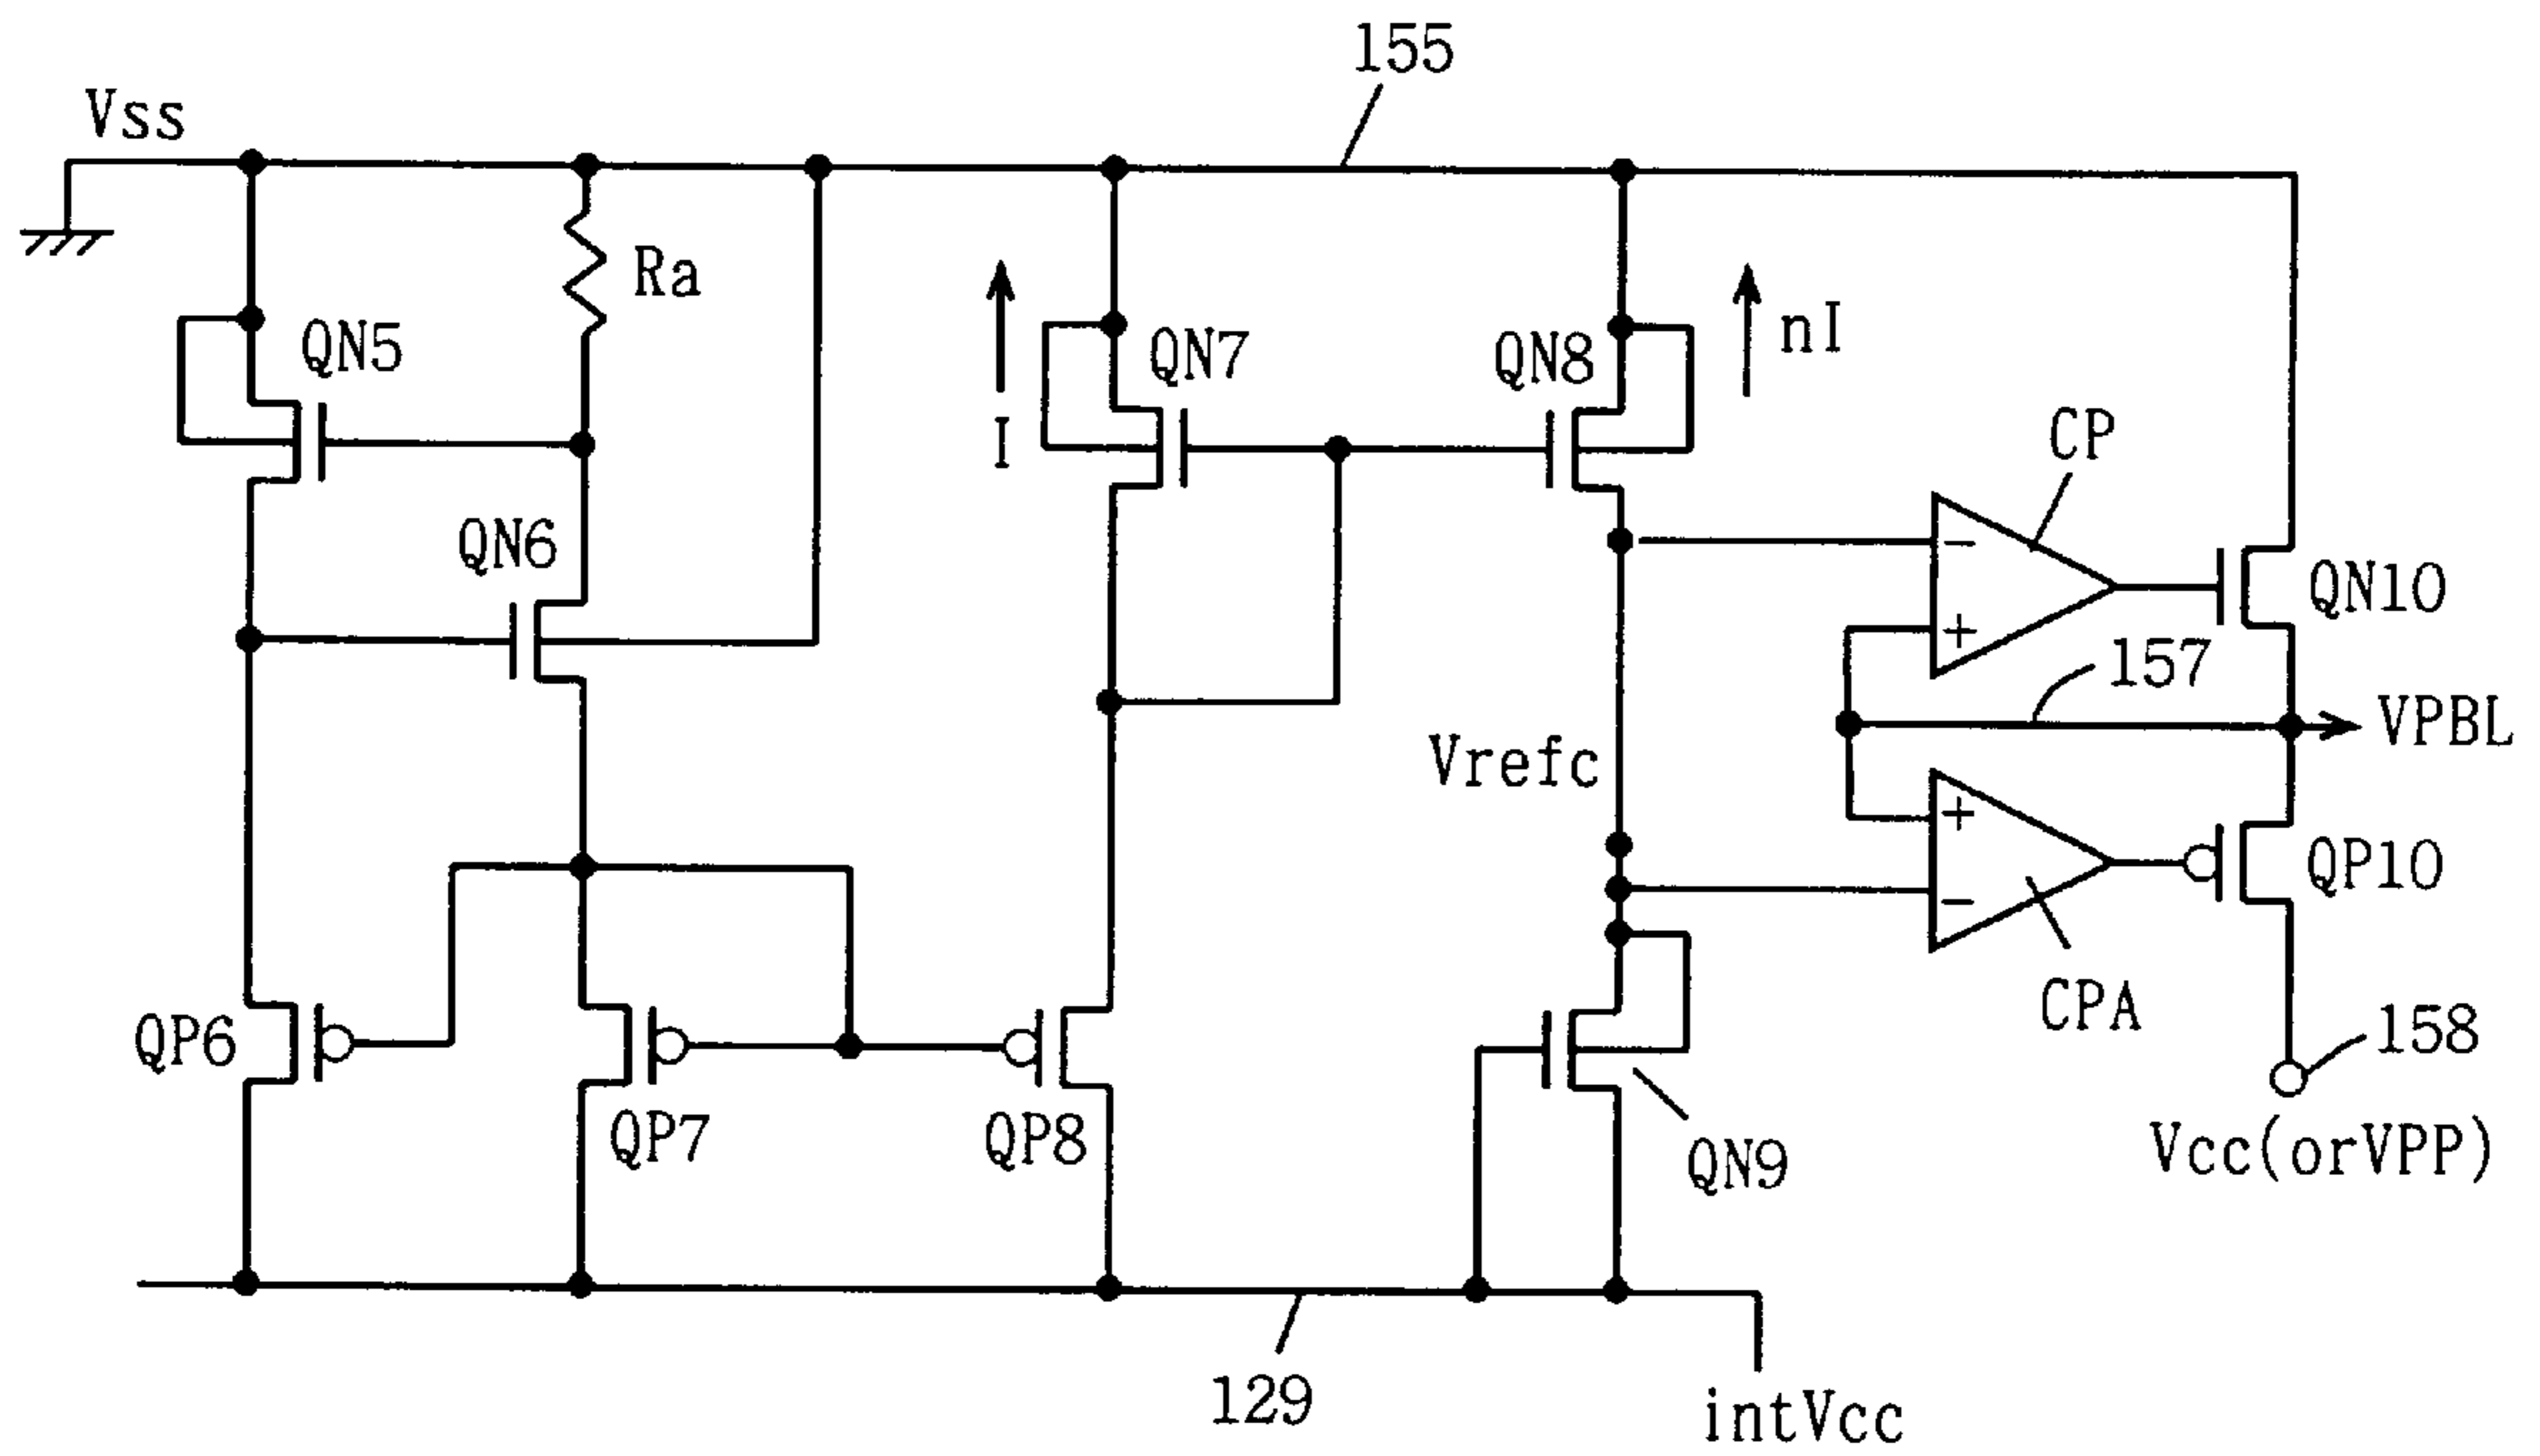 155
Vss
Ra
QN5
I
QN7
QN8
nI
CP
QN6
−
QN10
+
157
VPBL
Vrefc
+
QP10
−
QP6
CPA
158
QP7
QP8
QN9
Vcc(orVPP)
129
intVcc